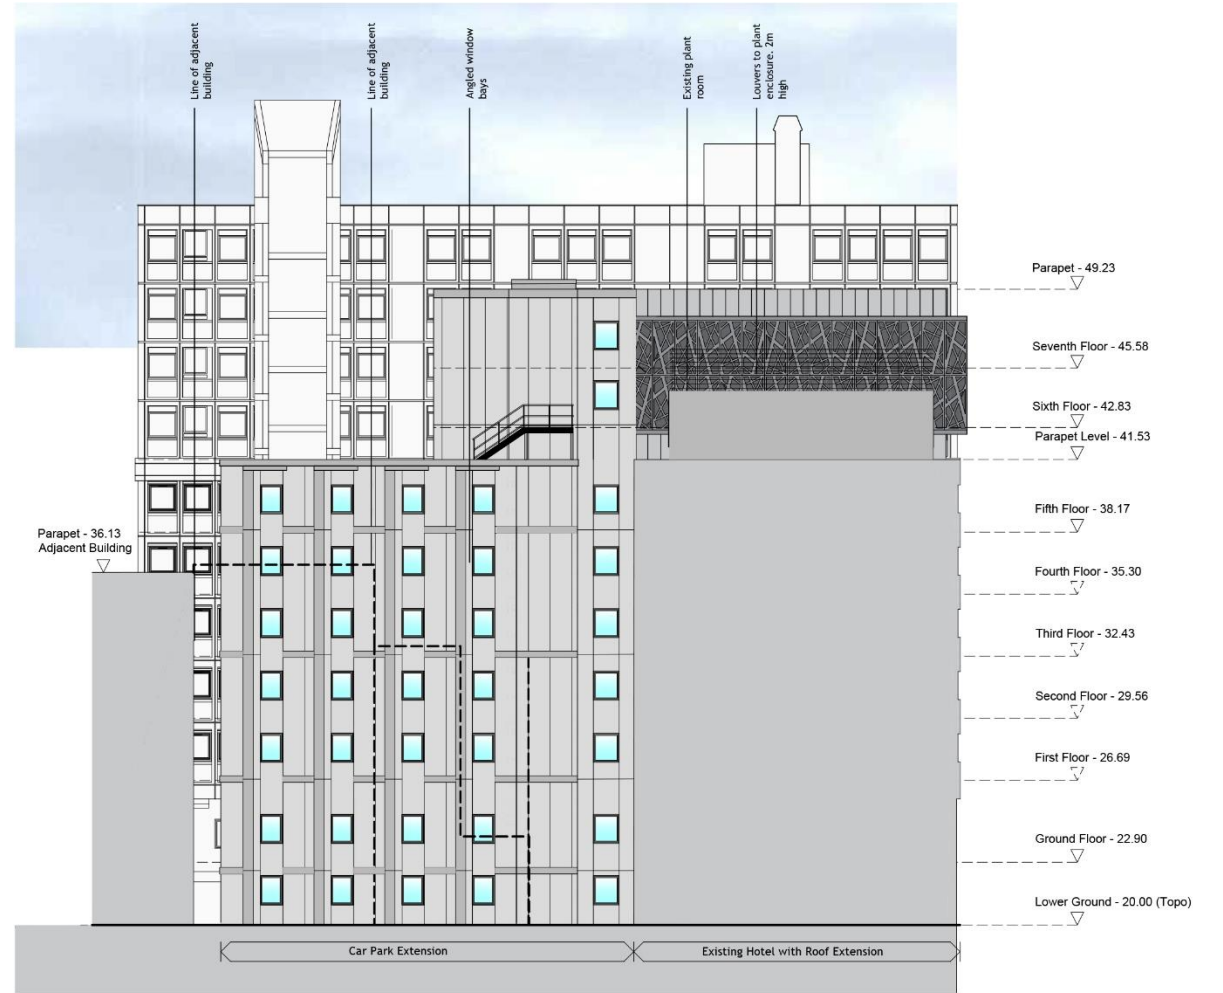 Line of adjacent
building
Line of adjacent
building
Angled window
bays
Existing plant
room
Louvers to plant
enclosure. 2m
high
Parapet - 49.23
Seventh Floor - 45.58
Sixth Floor - 42.83
Parapet Level - 41.53
Fifth Floor - 38.17
Parapet - 36.13
Adjacent Building
Fourth Floor - 35.30
Third Floor - 32.43
Second Floor - 29.56
First Floor - 26.69
Ground Floor - 22.90
Lower Ground - 20.00 (Topo)
Car Park Extension
Existing Hotel with Roof Extension